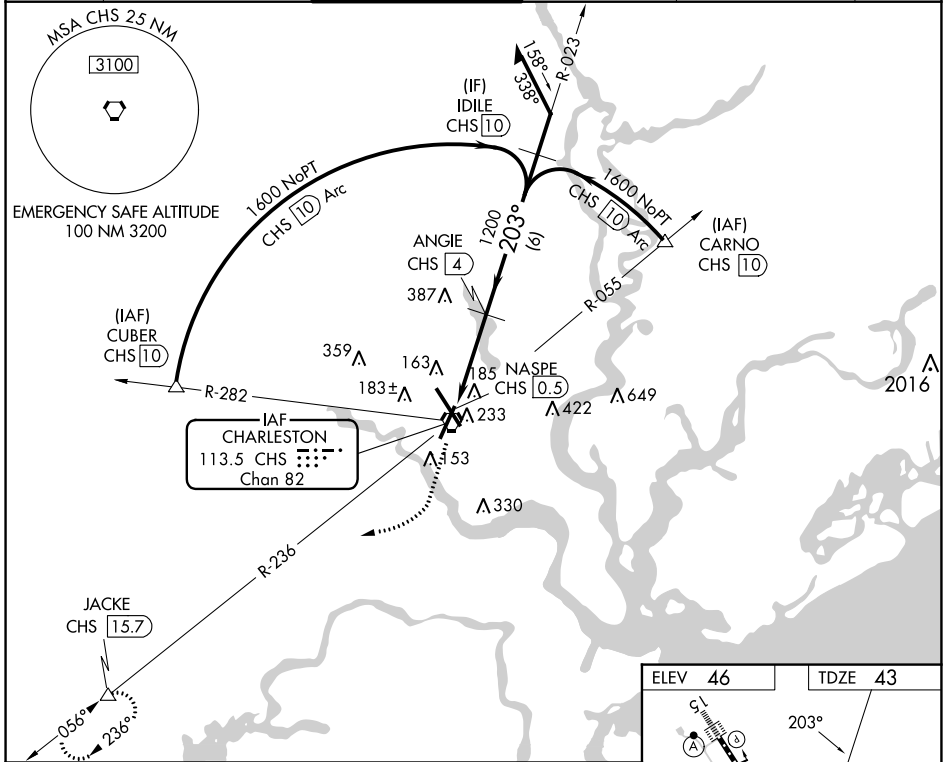 MSA CHS 25 NM
3100
EMERGENCY SAFE ALTITUDE
100 NM 3200
158°
338°
R-023
(IF)
IDILE
CHS 10
1600 NoPT
CHS 10 Arc
1600 NoPT
CHS 10 Arc
(IAF)
CARNO
CHS 10
1200
203°
(6)
ANGIE
CHS 4
R-055
387
(IAF)
CUBER
CHS 10
359
163
NASPE
CHS 0.5
185
183±
R-282
233
422
649
2016
IAF
CHARLESTON
113.5 CHS
Chan 82
153
330
R-236
JACKE
CHS 15.7
056°
236°
ELEV 46
TDZE 43
15
203°
A
P